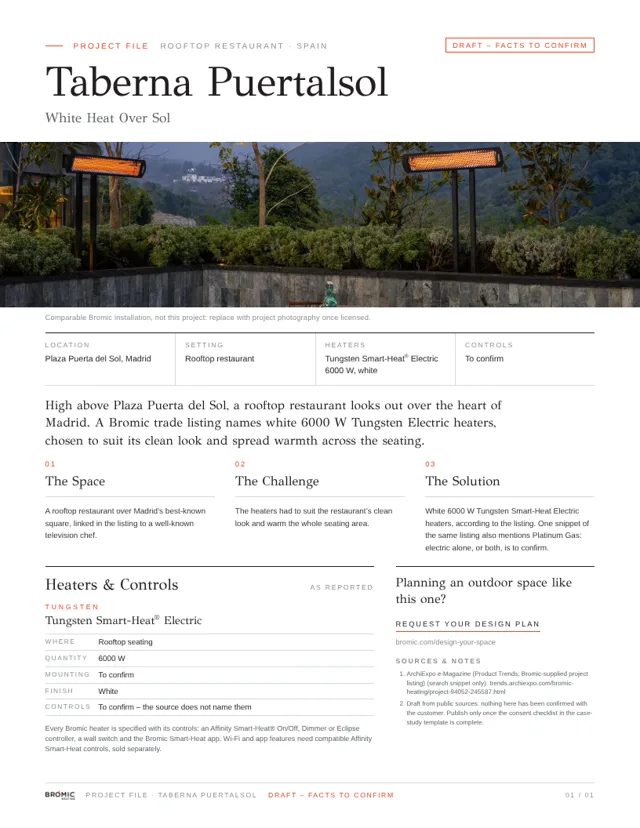 PROJECT FILE ROOFTOP RESTAURANT · SPAIN
DRAFT – FACTS TO CONFIRM
Taberna Puertalsol
White Heat Over Sol
Comparable Bromic installation, not this project: replace with project photography once licensed.
LOCATION
Plaza Puerta del Sol, Madrid
SETTING
Rooftop restaurant
HEATERS
Tungsten Smart-Heat® Electric
6000 W, white
CONTROLS
To confirm
High above Plaza Puerta del Sol, a rooftop restaurant looks out over the heart of
Madrid. A Bromic trade listing names white 6000 W Tungsten Electric heaters,
chosen to suit its clean look and spread warmth across the seating.
01
The Space
A rooftop restaurant over Madrid's best-known
square, linked in the listing to a well-known
television chef.
02
The Challenge
The heaters had to suit the restaurant's clean
look and warm the whole seating area.
03
The Solution
White 6000 W Tungsten Smart-Heat Electric
heaters, according to the listing. One snippet of
the same listing also mentions Platinum Gas:
electric alone, or both, is to confirm.
Heaters & Controls
AS REPORTED
TUNGSTEN
Tungsten Smart-Heat® Electric
WHERE Rooftop seating
QUANTITY 6000 W
MOUNTING To confirm
FINISH White
CONTROLS To confirm – the source does not name them
Every Bromic heater is specified with its controls: an Affinity Smart-Heat® On/Off, Dimmer or Eclipse
controller, a wall switch and the Bromic Smart-Heat app. Wi-Fi and app features need compatible Affinity
Smart-Heat controls, sold separately.
Planning an outdoor space like
this one?
REQUEST YOUR DESIGN PLAN
bromic.com/design-your-space
SOURCES & NOTES
1. ArchiExpo e-Magazine (Product Trends; Bromic-supplied project
listing) (search snippet only): trends.archiexpo.com/bromic-
heating/project-94052-245587.html
2. Draft from public sources: nothing here has been confirmed with
the customer. Publish only once the consent checklist in the case-
study template is complete.
BROMIC
HEATING
PROJECT FILE · TABERNA PUERTALSOL DRAFT – FACTS TO CONFIRM
01 / 01